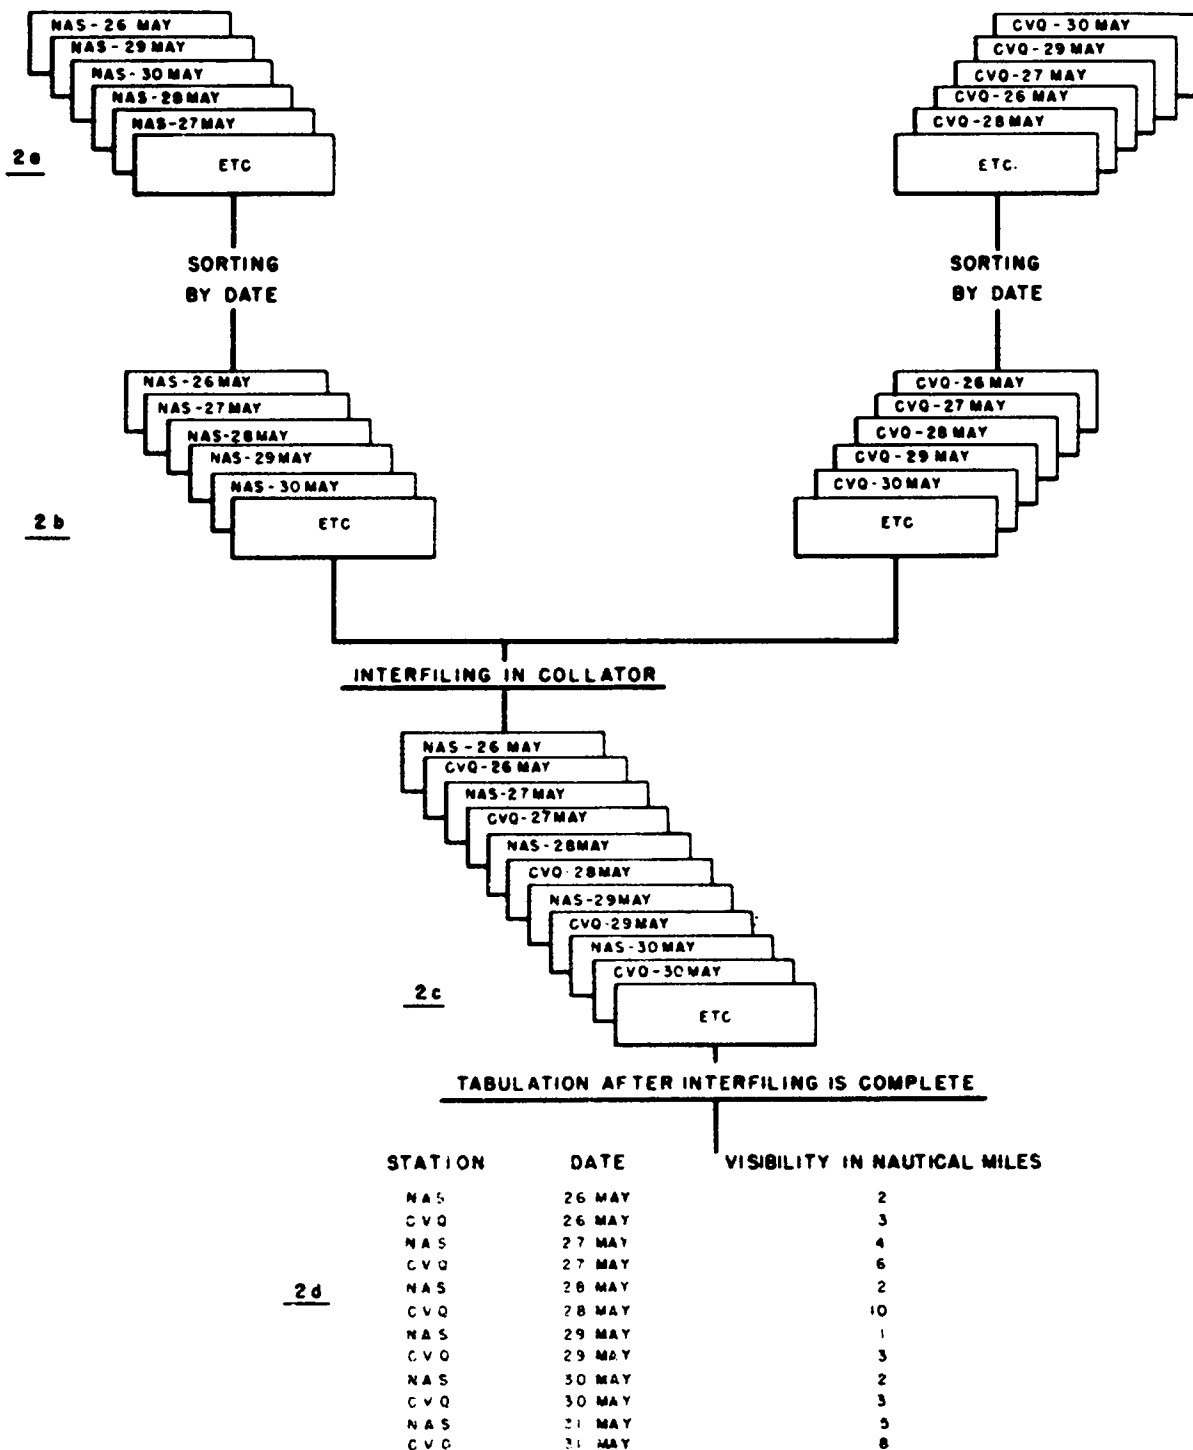 NAS-26 MAY
NAS-29 MAY
NAS-30 MAY
NAS-28 MAY
NAS-27 MAY
ETC
2a
CVQ-30 MAY
CVQ-29 MAY
CVQ-27 MAY
CVQ-26 MAY
CVQ-28 MAY
ETC.
SORTING
BY DATE
SORTING
BY DATE
NAS-26 MAY
NAS-27 MAY
NAS-28 MAY
NAS-29 MAY
NAS-30 MAY
ETC
2b
CVQ-26 MAY
CVQ-27 MAY
CVQ-28 MAY
CVQ-29 MAY
CVQ-30 MAY
ETC
INTERFILING IN COLLATOR
NAS-26 MAY
CVQ-26 MAY
NAS-27 MAY
CVQ-27 MAY
NAS-28 MAY
CVQ-28 MAY
NAS-29 MAY
CVQ-29 MAY
NAS-30 MAY
CVQ-30 MAY
ETC
2c
TABULATION AFTER INTERFILING IS COMPLETE
STATION DATE VISIBILITY IN NAUTICAL MILES
NAS 26 MAY 2
CVQ 26 MAY 3
NAS 27 MAY 4
CVQ 27 MAY 6
2d
NAS 28 MAY 2
CVQ 28 MAY 10
NAS 29 MAY 1
CVQ 29 MAY 3
NAS 30 MAY 2
CVQ 30 MAY 3
NAS 31 MAY 5
CVQ 31 MAY 8